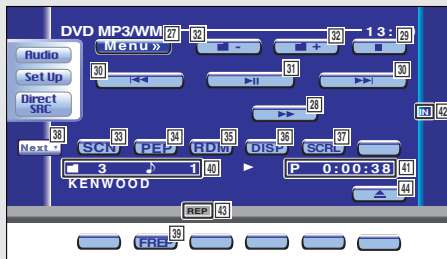 DVD MP3/WM 13:
Menu » 27 32 - 32 + 29
Audio
Set Up
Direct
SRC
30 31 30
28
IN 42
38 33 34 35 36 37
Next SCN PEP RDM DISP SCRL
3 1 40 P 0:00:38 41
KENWOOD 44
REP 43
39
FREP